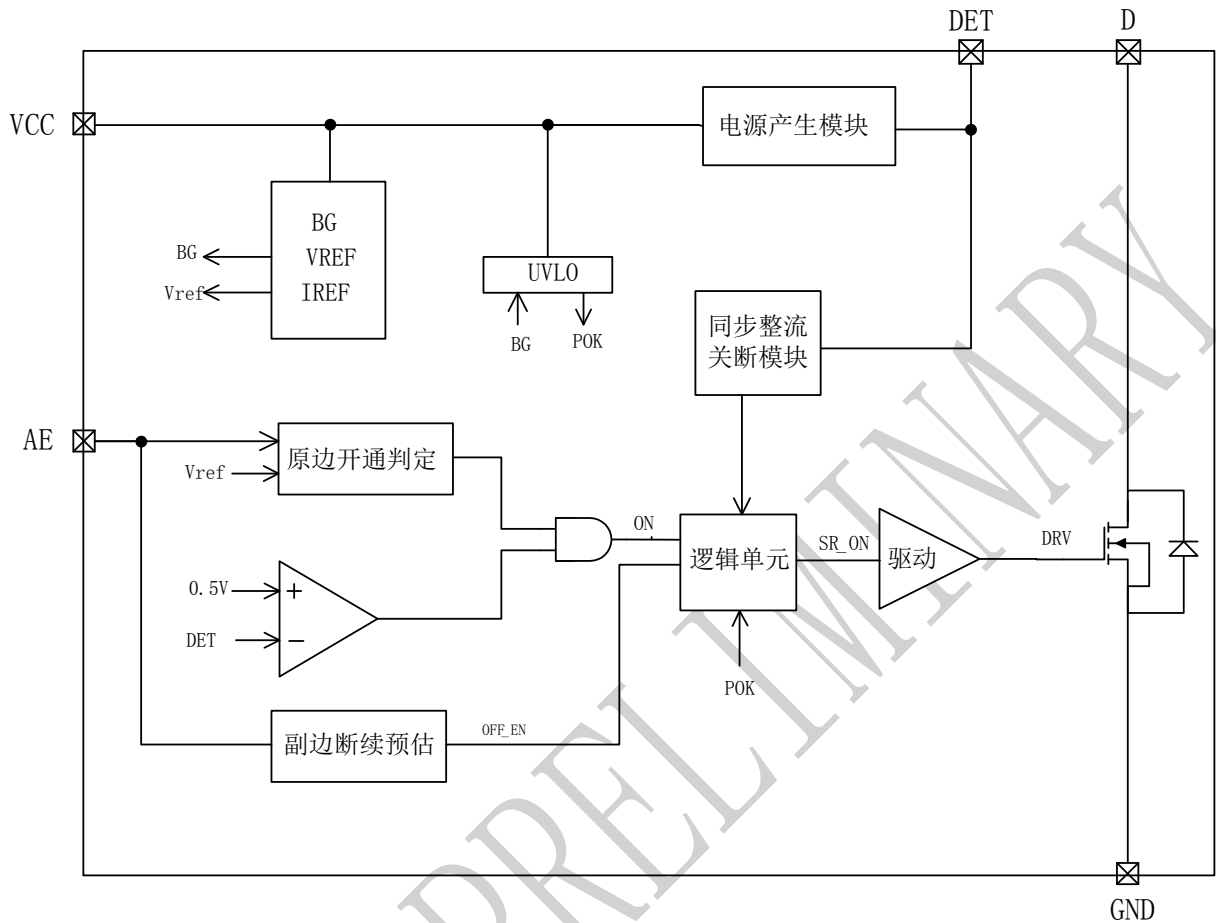 DET
D
VCC
电源产生模块
BG
VREF
IREF
BG
Vref
UVLO
BG
POK
同步整流
关断模块
AE
原边开通判定
Vref
ON
逻辑单元
SR_ON
驱动
DRV
0.5V
+
DET
-
POK
副边断续预估
OFF_EN
GND
PRELIMINARY